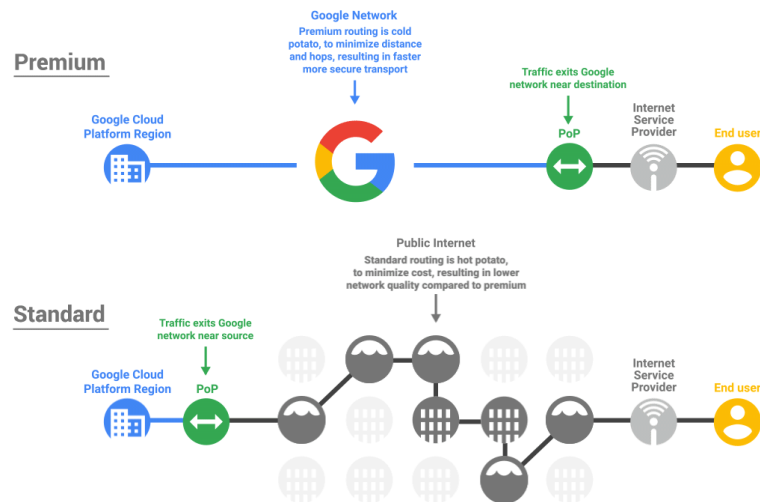 Google Network
Premium routing is cold
potato, to minimize distance
and hops, resulting in faster
more secure transport
Premium
Traffic exits Google
network near destination
Google Cloud
Platform Region
PoP
Internet
Service
Provider
End user
Public Internet
Standard routing is hot potato,
to minimize cost, resulting in lower
network quality compared to premium
Standard
Traffic exits Google
network near source
Google Cloud
Platform Region
PoP
Internet
Service
Provider
End user